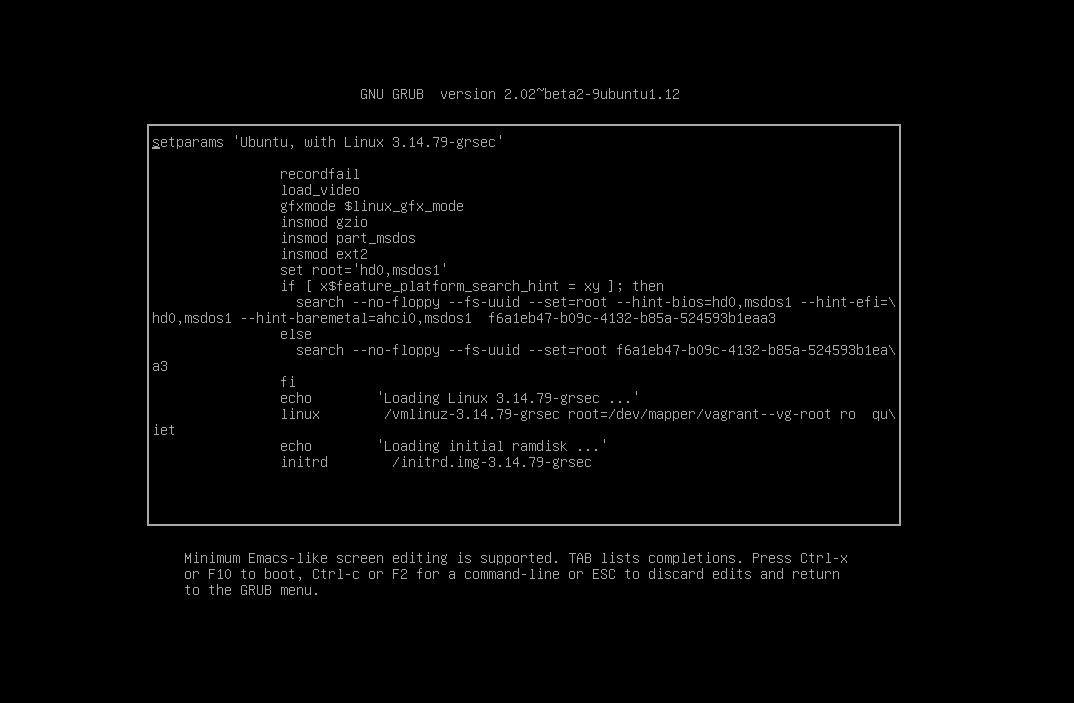 GNU GRUB  version 2.02~beta2-9ubuntu1.12
setparams 'Ubuntu, with Linux 3.14.79-grsec'
recordfail
load_video
gfxmode $linux_gfx_mode
insmod gzio
insmod part_msdos
insmod ext2
set root='hd0,msdos1'
if [ x$feature_platform_search_hint = xy ]; then
search --no-floppy --fs-uuid --set=root --hint-bios=hd0,msdos1 --hint-efi=\
hd0,msdos1 --hint-baremetal=ahci0,msdos1  f6a1eb47-b09c-4132-b85a-524593b1eaa3
else
search --no-floppy --fs-uuid --set=root f6a1eb47-b09c-4132-b85a-524593b1ea\
a3
fi
echo        'Loading Linux 3.14.79-grsec ...'
linux        /vmlinuz-3.14.79-grsec root=/dev/mapper/vagrant--vg-root ro  qu\
iet
echo        'Loading initial ramdisk ...'
initrd        /initrd.img-3.14.79-grsec
Minimum Emacs-like screen editing is supported. TAB lists completions. Press Ctrl-x
or F10 to boot, Ctrl-c or F2 for a command-line or ESC to discard edits and return
to the GRUB menu.